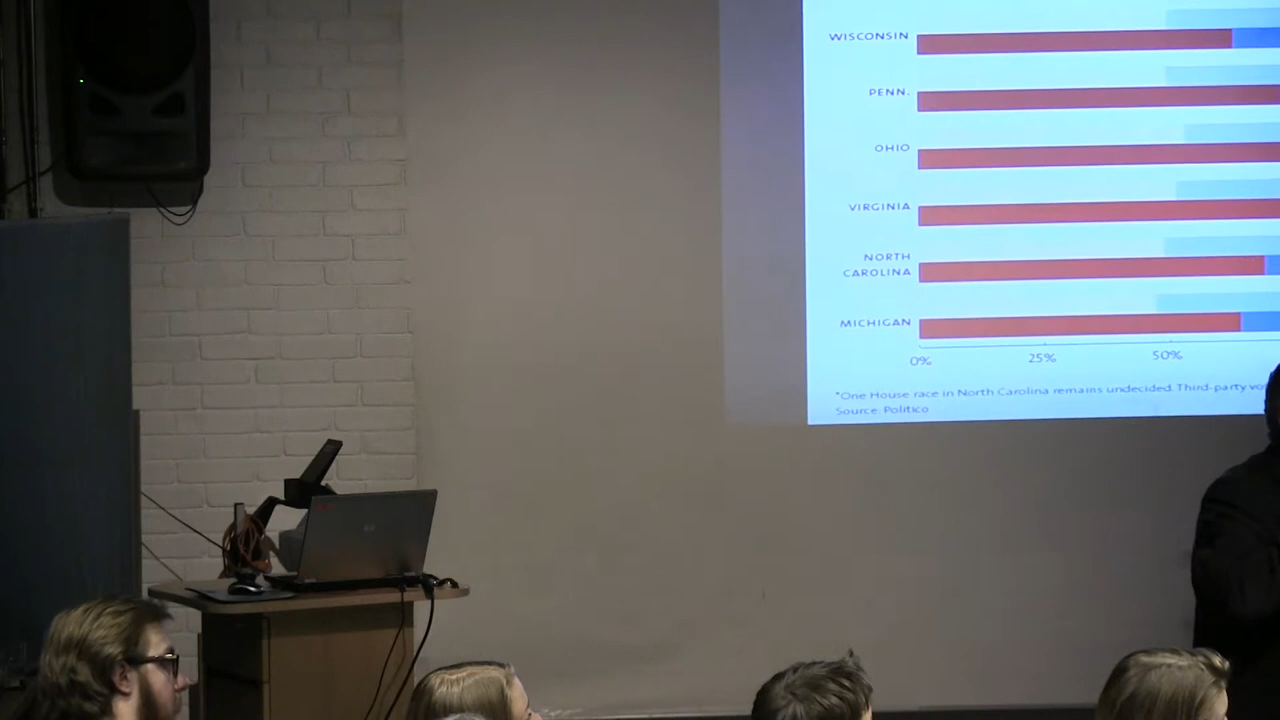 WISCONSIN
PENN.
OHIO
VIRGINIA
NORTH
CAROLINA
MICHIGAN
0% 25% 50%
*One House race in North Carolina remains undecided. Third-party
Source: Politico